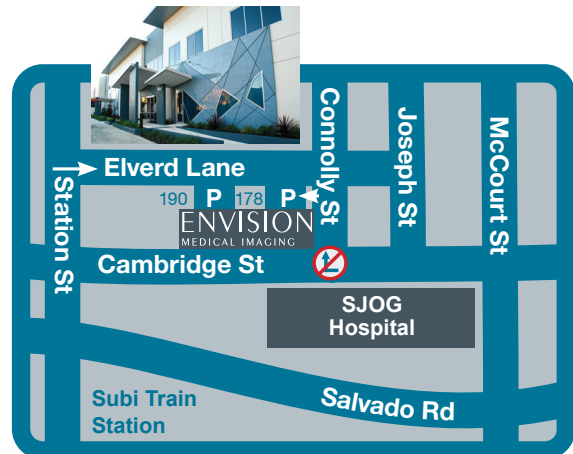 Elverd Lane
Station St
Connolly St
Joseph St
McCourt St
190 P 178 P
ENVISION
MEDICAL IMAGING
Cambridge St
SJOG
Hospital
Salvado Rd
Subi Train
Station